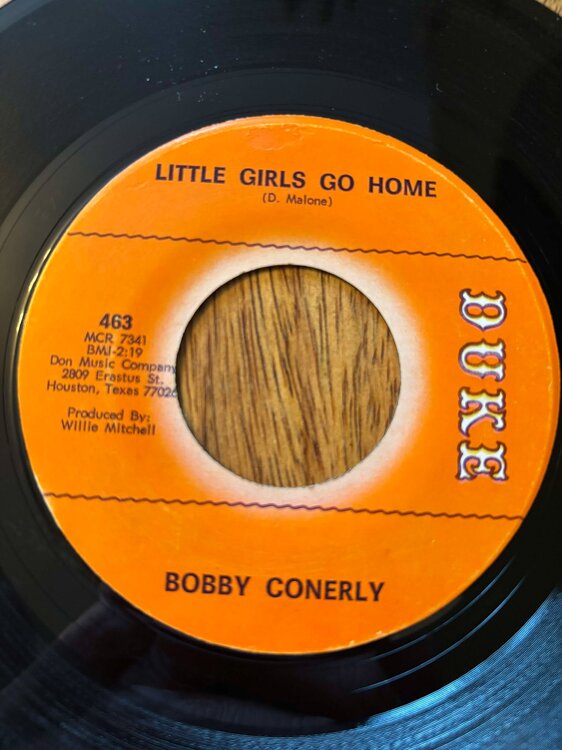 LITTLE GIRLS GO HOME
(D. Malone)
463
MCR 7341
BMI-2:19
Don Music Company
2809 Erastus St.
Houston, Texas 77026
Produced By:
Willie Mitchell
DUKE
BOBBY CONERLY